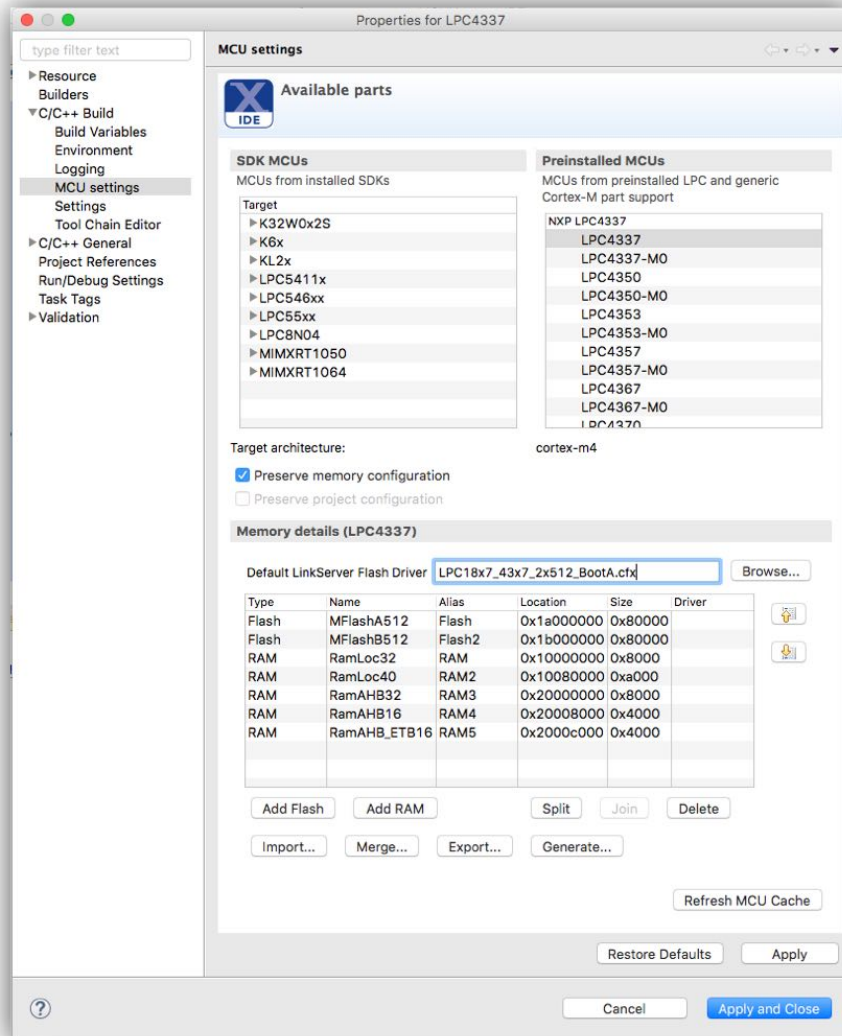 Properties for LPC4337
type filter text
Resource
Builders
C/C++ Build
Build Variables
Environment
Logging
MCU settings
Settings
Tool Chain Editor
C/C++ General
Project References
Run/Debug Settings
Task Tags
Validation
MCU settings
X
IDE
Available parts
SDK MCUs
MCUs from installed SDKs
Target
K32W0x2S
K6x
KL2x
LPC5411x
LPC546xx
LPC55xx
LPC8N04
MIMXRT1050
MIMXRT1064
Preinstalled MCUs
MCUs from preinstalled LPC and generic
Cortex-M part support
NXP LPC4337
LPC4337
LPC4337-M0
LPC4350
LPC4350-M0
LPC4353
LPC4353-M0
LPC4357
LPC4357-M0
LPC4367
LPC4367-M0
LPC4370
Target architecture: cortex-m4
Preserve memory configuration
Preserve project configuration
Memory details (LPC4337)
Default LinkServer Flash Driver LPC18x7_43x7_2x512_BootA.cfx Browse...
Type Name Alias Location Size Driver
Flash MFlashA512 Flash 0x1a000000 0x80000
Flash MFlashB512 Flash2 0x1b000000 0x80000
RAM RamLoc32 RAM 0x10000000 0x8000
RAM RamLoc40 RAM2 0x10080000 0xa000
RAM RamAHB32 RAM3 0x20000000 0x8000
RAM RamAHB16 RAM4 0x20008000 0x4000
RAM RamAHB_ETB16 RAM5 0x2000c000 0x4000
Add Flash Add RAM Split Join Delete
Import... Merge... Export... Generate...
Refresh MCU Cache
Restore Defaults Apply
? Cancel Apply and Close